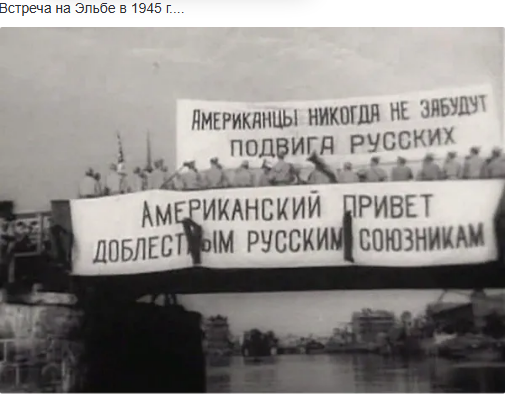 Встреча на Эльбе в 1945 г....
Американцы никогда не забудут
подвига русских
Американский привет
доблестным русским союзникам